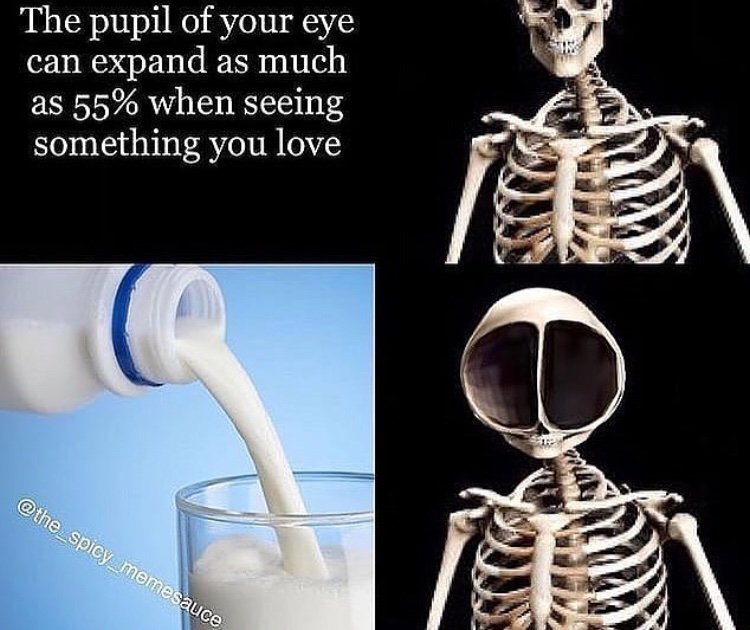 The pupil of your eye
can expand as much
as 55% when seeing
something you love
@the_spicy_memesauce